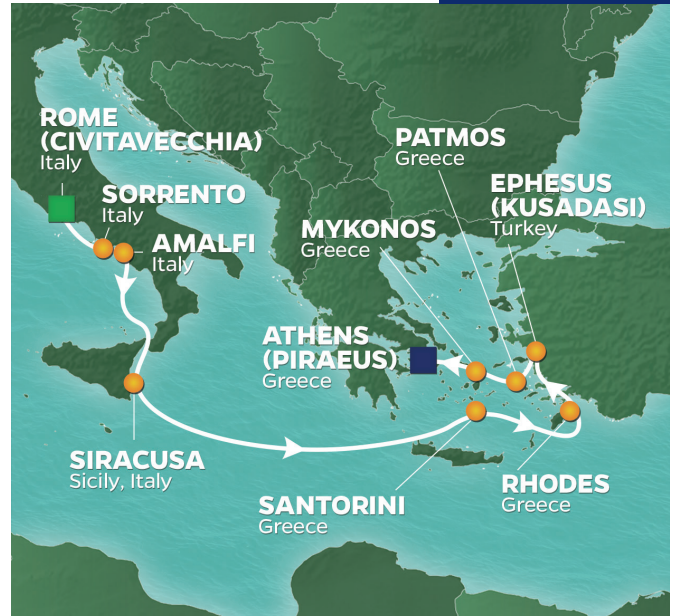 ROME
(CIVITAVECCHIA)
Italy
SORRENTO
Italy
AMALFI
Italy
PATMOS
Greece
EPHESUS
(KUSADASI)
Turkey
MYKONOS
Greece
ATHENS
(PIRAEUS)
Greece
SIRACUSA
Sicily, Italy
SANTORINI
Greece
RHODES
Greece